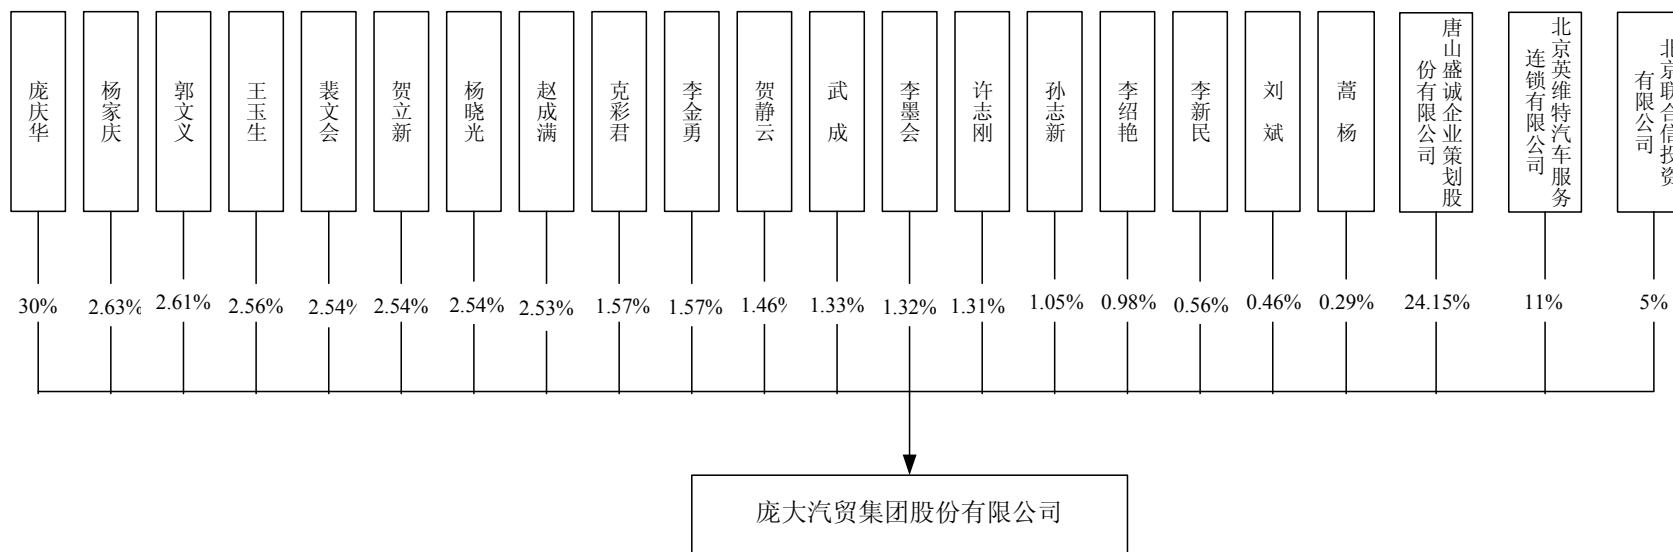 庞庆华
杨家庆
郭文义
王玉生
裴文会
贺立新
杨晓光
赵成满
克彩君
李金勇
贺静云
武 成
李墨会
许志刚
孙志新
李绍艳
李新民
刘 斌
蒿 杨
唐山盛诚企业策划股
份有限公司
北京英维特汽车服务
连锁有限公司
北京联合信投资
有限公司
30%
2.63%
2.61%
2.56%
2.54%
2.54%
2.54%
2.53%
1.57%
1.57%
1.46%
1.33%
1.32%
1.31%
1.05%
0.98%
0.56%
0.46%
0.29%
24.15%
11%
5%
庞大汽贸集团股份有限公司